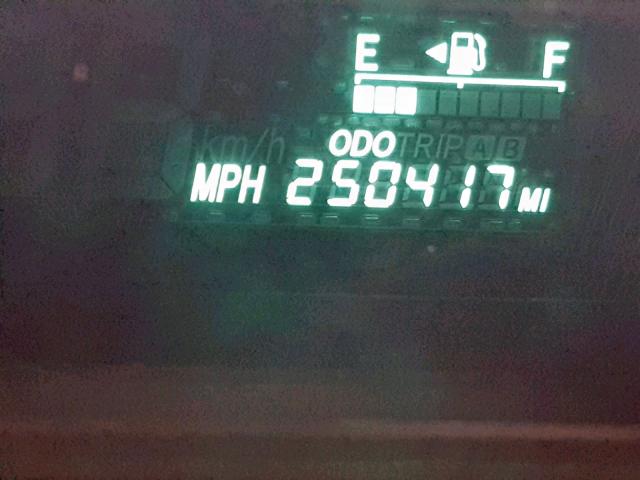 E F
km/h ODO TRIP A B
MPH 250417 MI